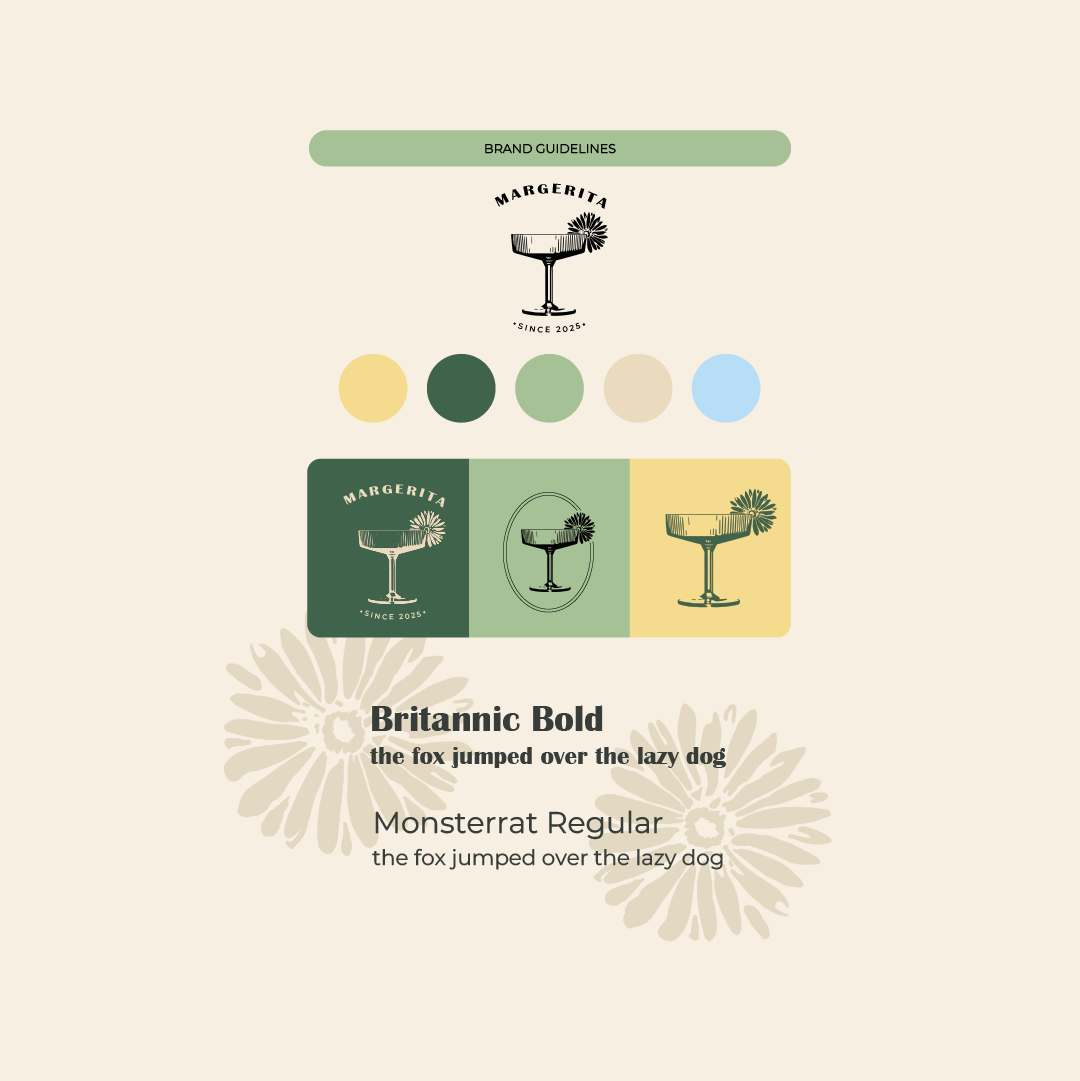 BRAND GUIDELINES
MARGERITA
•SINCE 2025•
MARGERITA
•SINCE 2025•
Britannic Bold
the fox jumped over the lazy dog
Monsterrat Regular
the fox jumped over the lazy dog